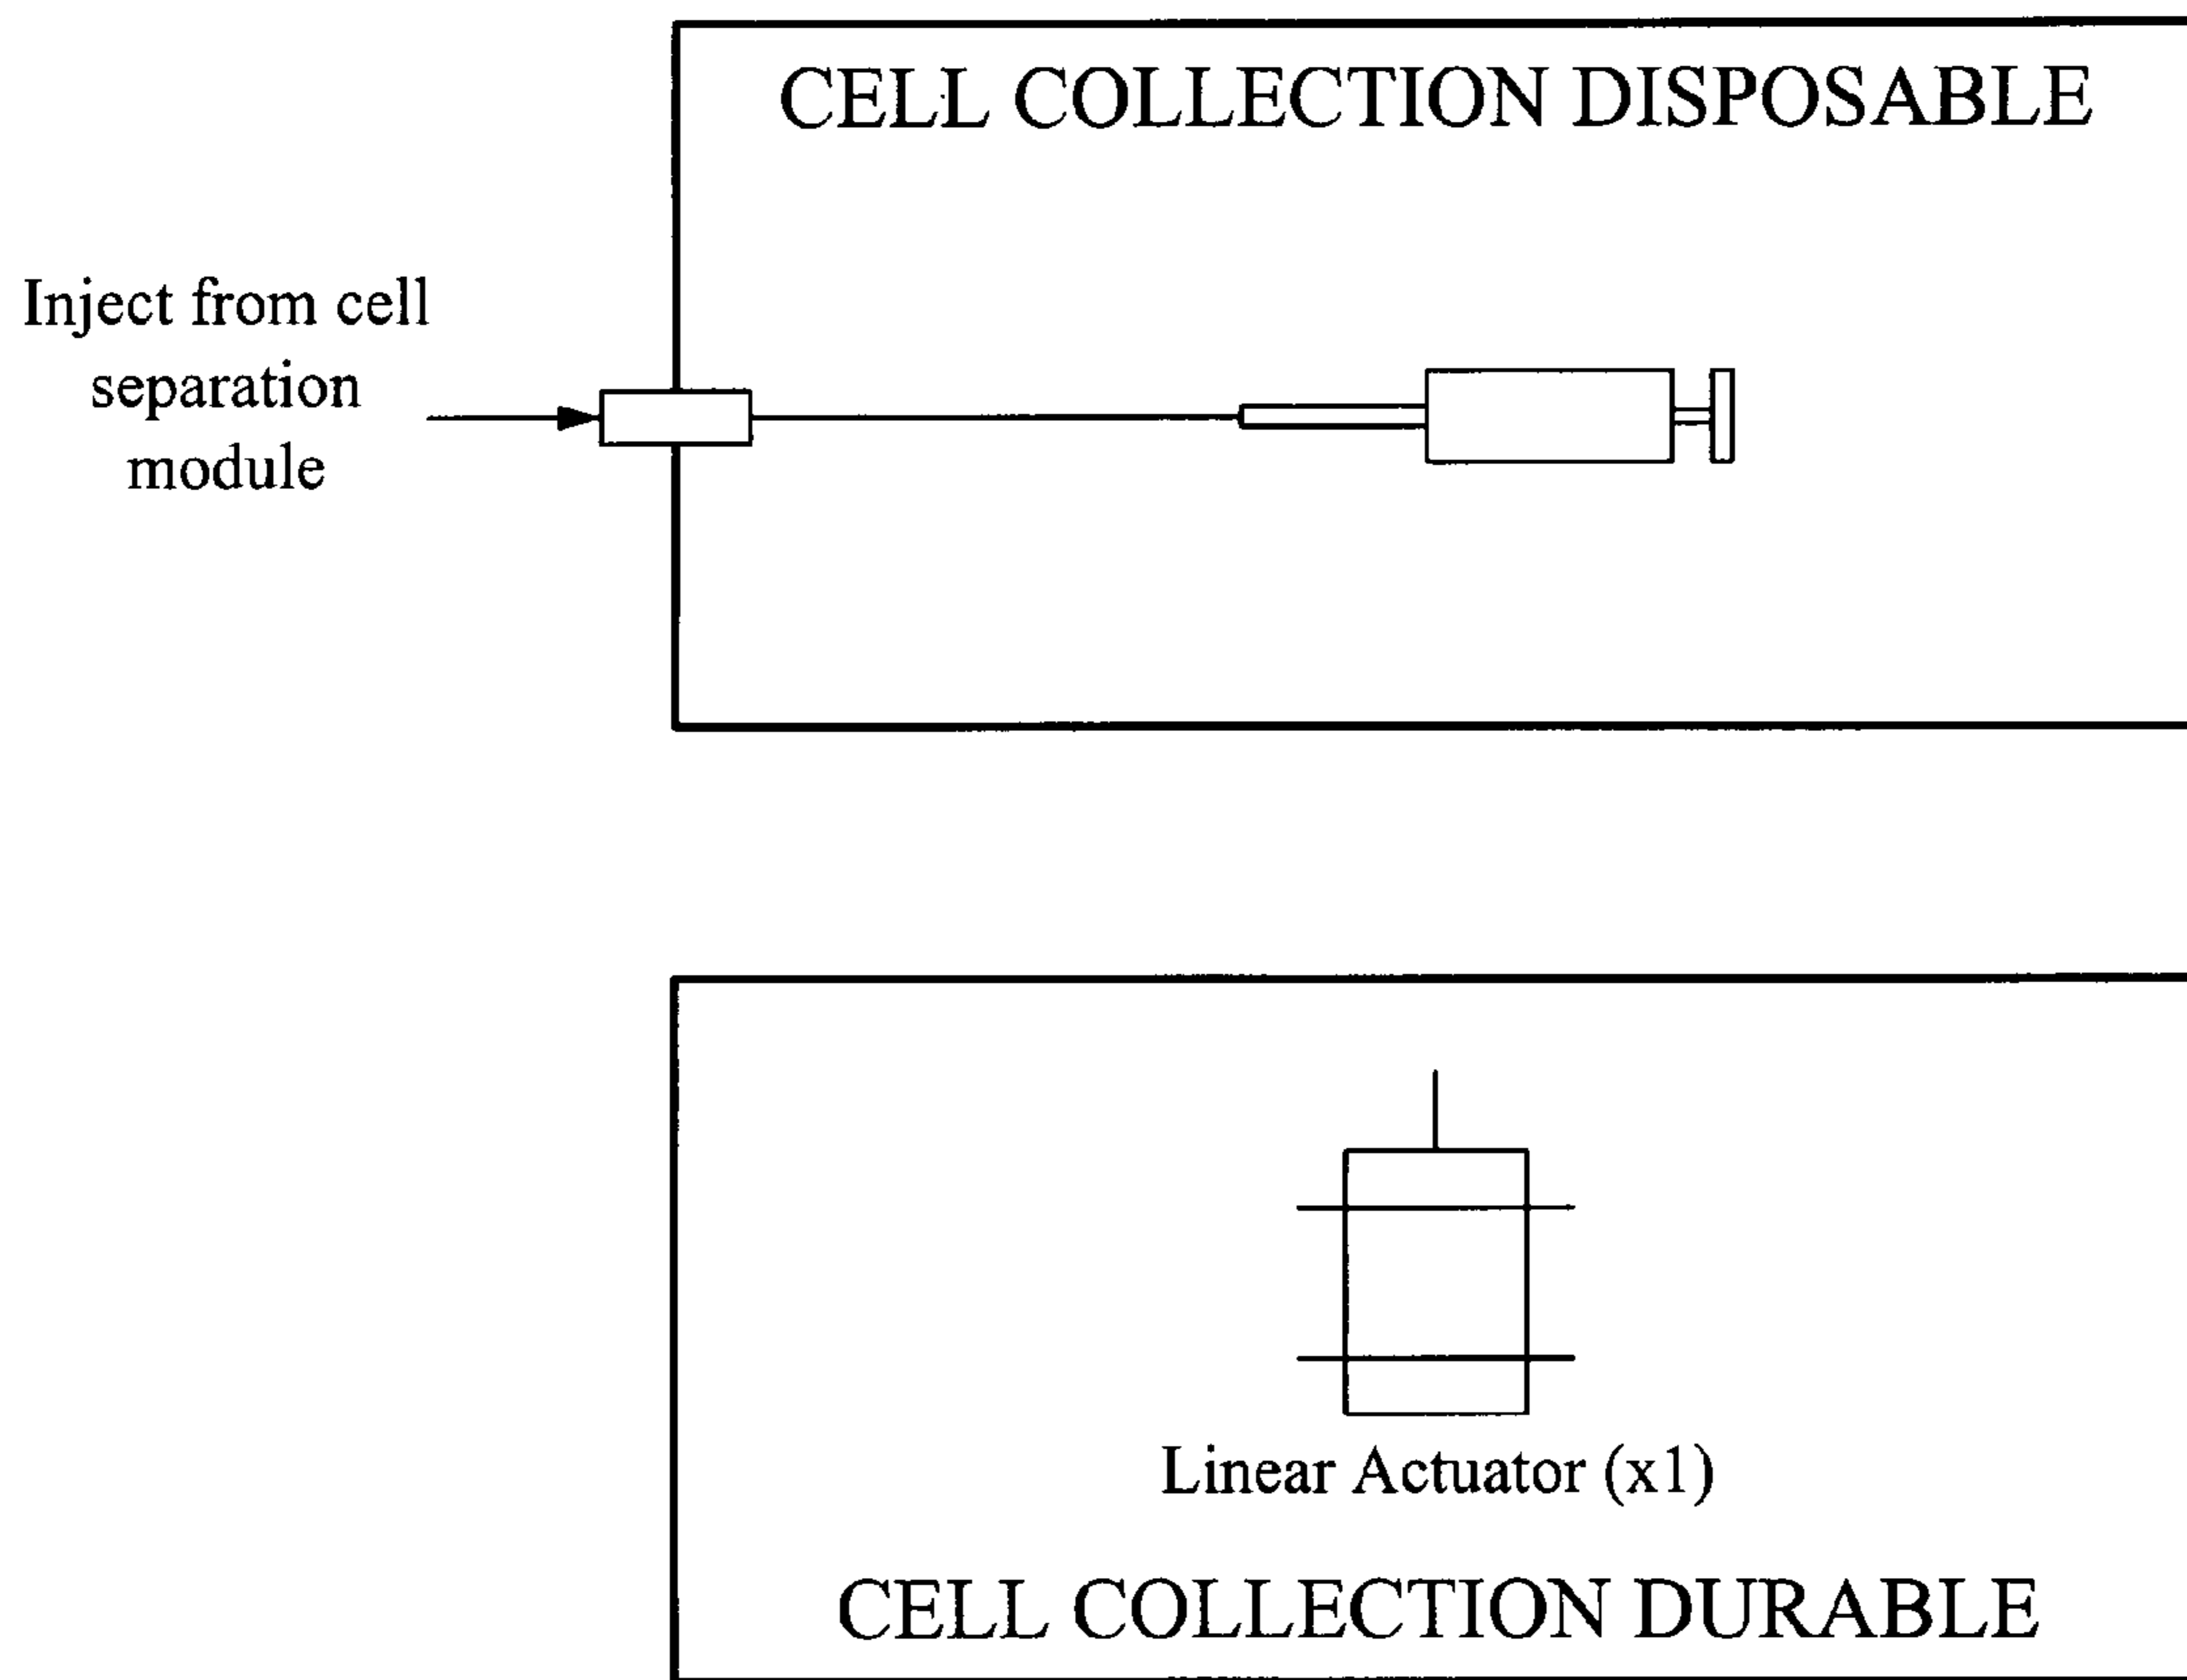 CELL COLLECTION DISPOSABLE
Inject from cell
separation
module
Linear Actuator (x1)
CELL COLLECTION DURABLE